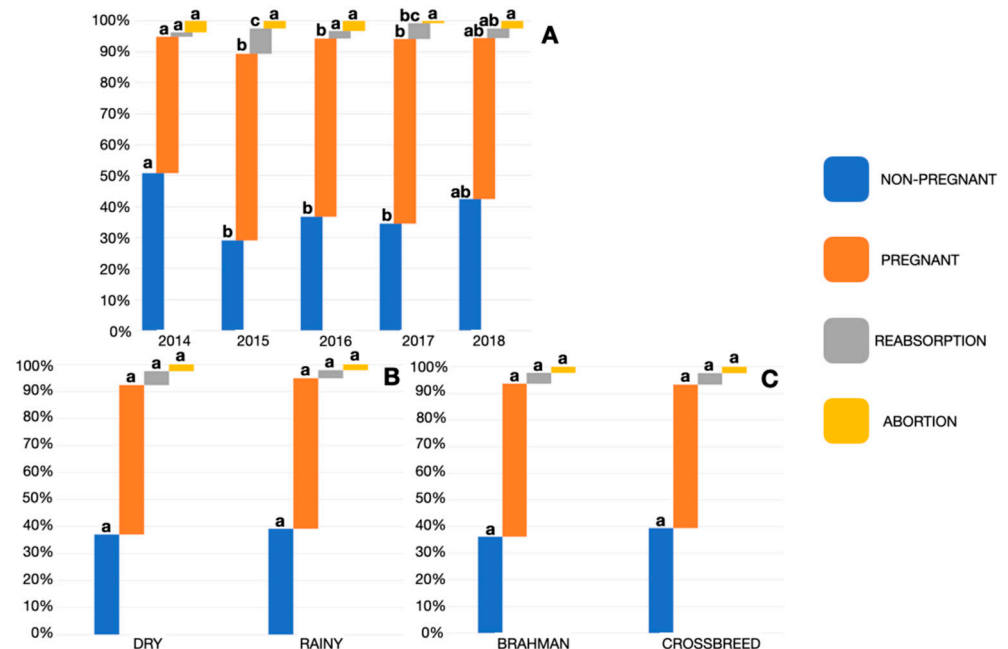 100%
90%
80%
70%
60%
50%
40%
30%
20%
10%
0%
a a a a
b b c a
b b a a
b b bc a
ab ab ab a
A
2014 2015 2016 2017 2018
NON-PREGNANT
PREGNANT
REABSORPTION
ABORTION
100%
90%
80%
70%
60%
50%
40%
30%
20%
10%
0%
a a a a
a a a a
B
DRY RAINY
100%
90%
80%
70%
60%
50%
40%
30%
20%
10%
0%
a a a a
a a a a
C
BRAHMAN CROSSBREED